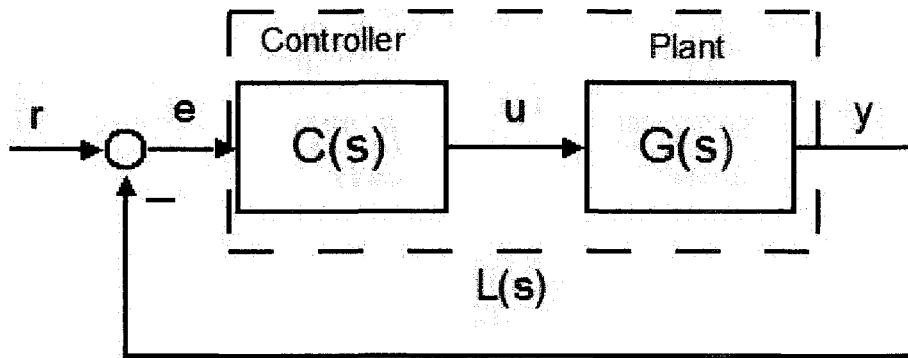 Controller
Plant
r
e
C(s)
u
G(s)
y
−
L(s)